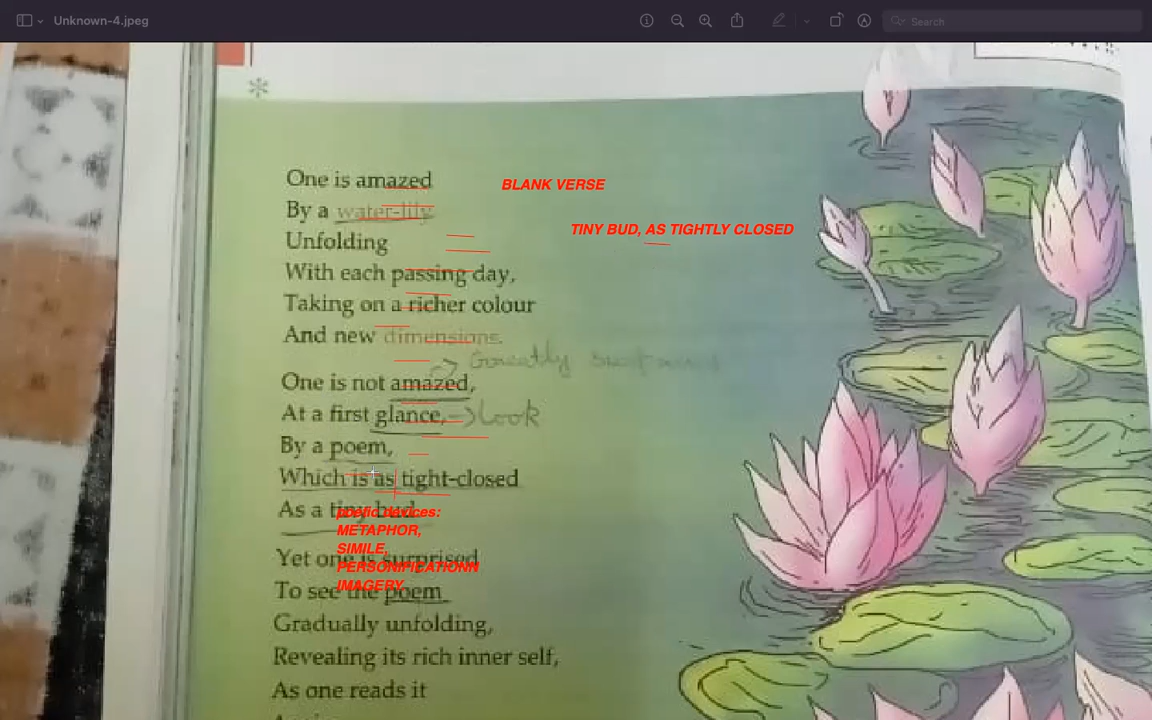 Unknown-4.jpeg
Search
One is amazed
BLANK VERSE
By a water-lily
TINY BUD, AS TIGHTLY CLOSED
Unfolding
With each passing day,
Taking on a richer colour
And new dimensions.
Greatly
One is not amazed,
At a first glance, → look
By a poem,
Which is as tight-closed
As a tiny bud.
poetic devices:
METAPHOR,
SIMILE,
Yet one is surprised
PERSONIFICATIONN
IMAGERY
To see the poem
Gradually unfolding,
Revealing its rich inner self,
As one reads it